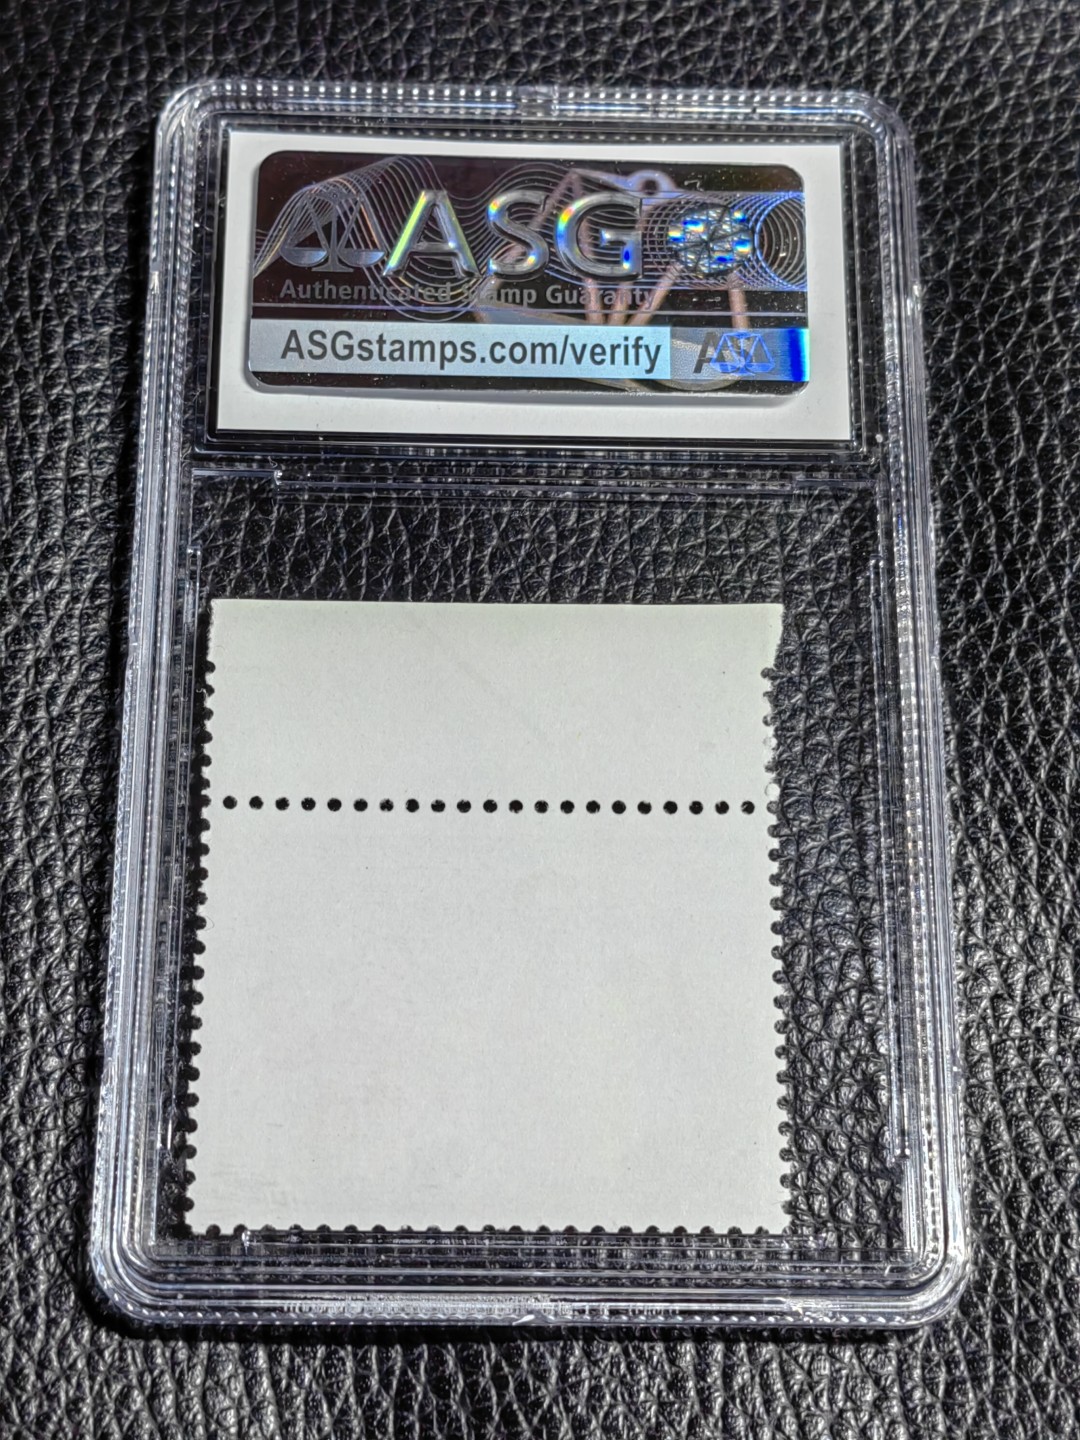 ASG
Authenticated Stamp Guaranty
ASGstamps.com/verify